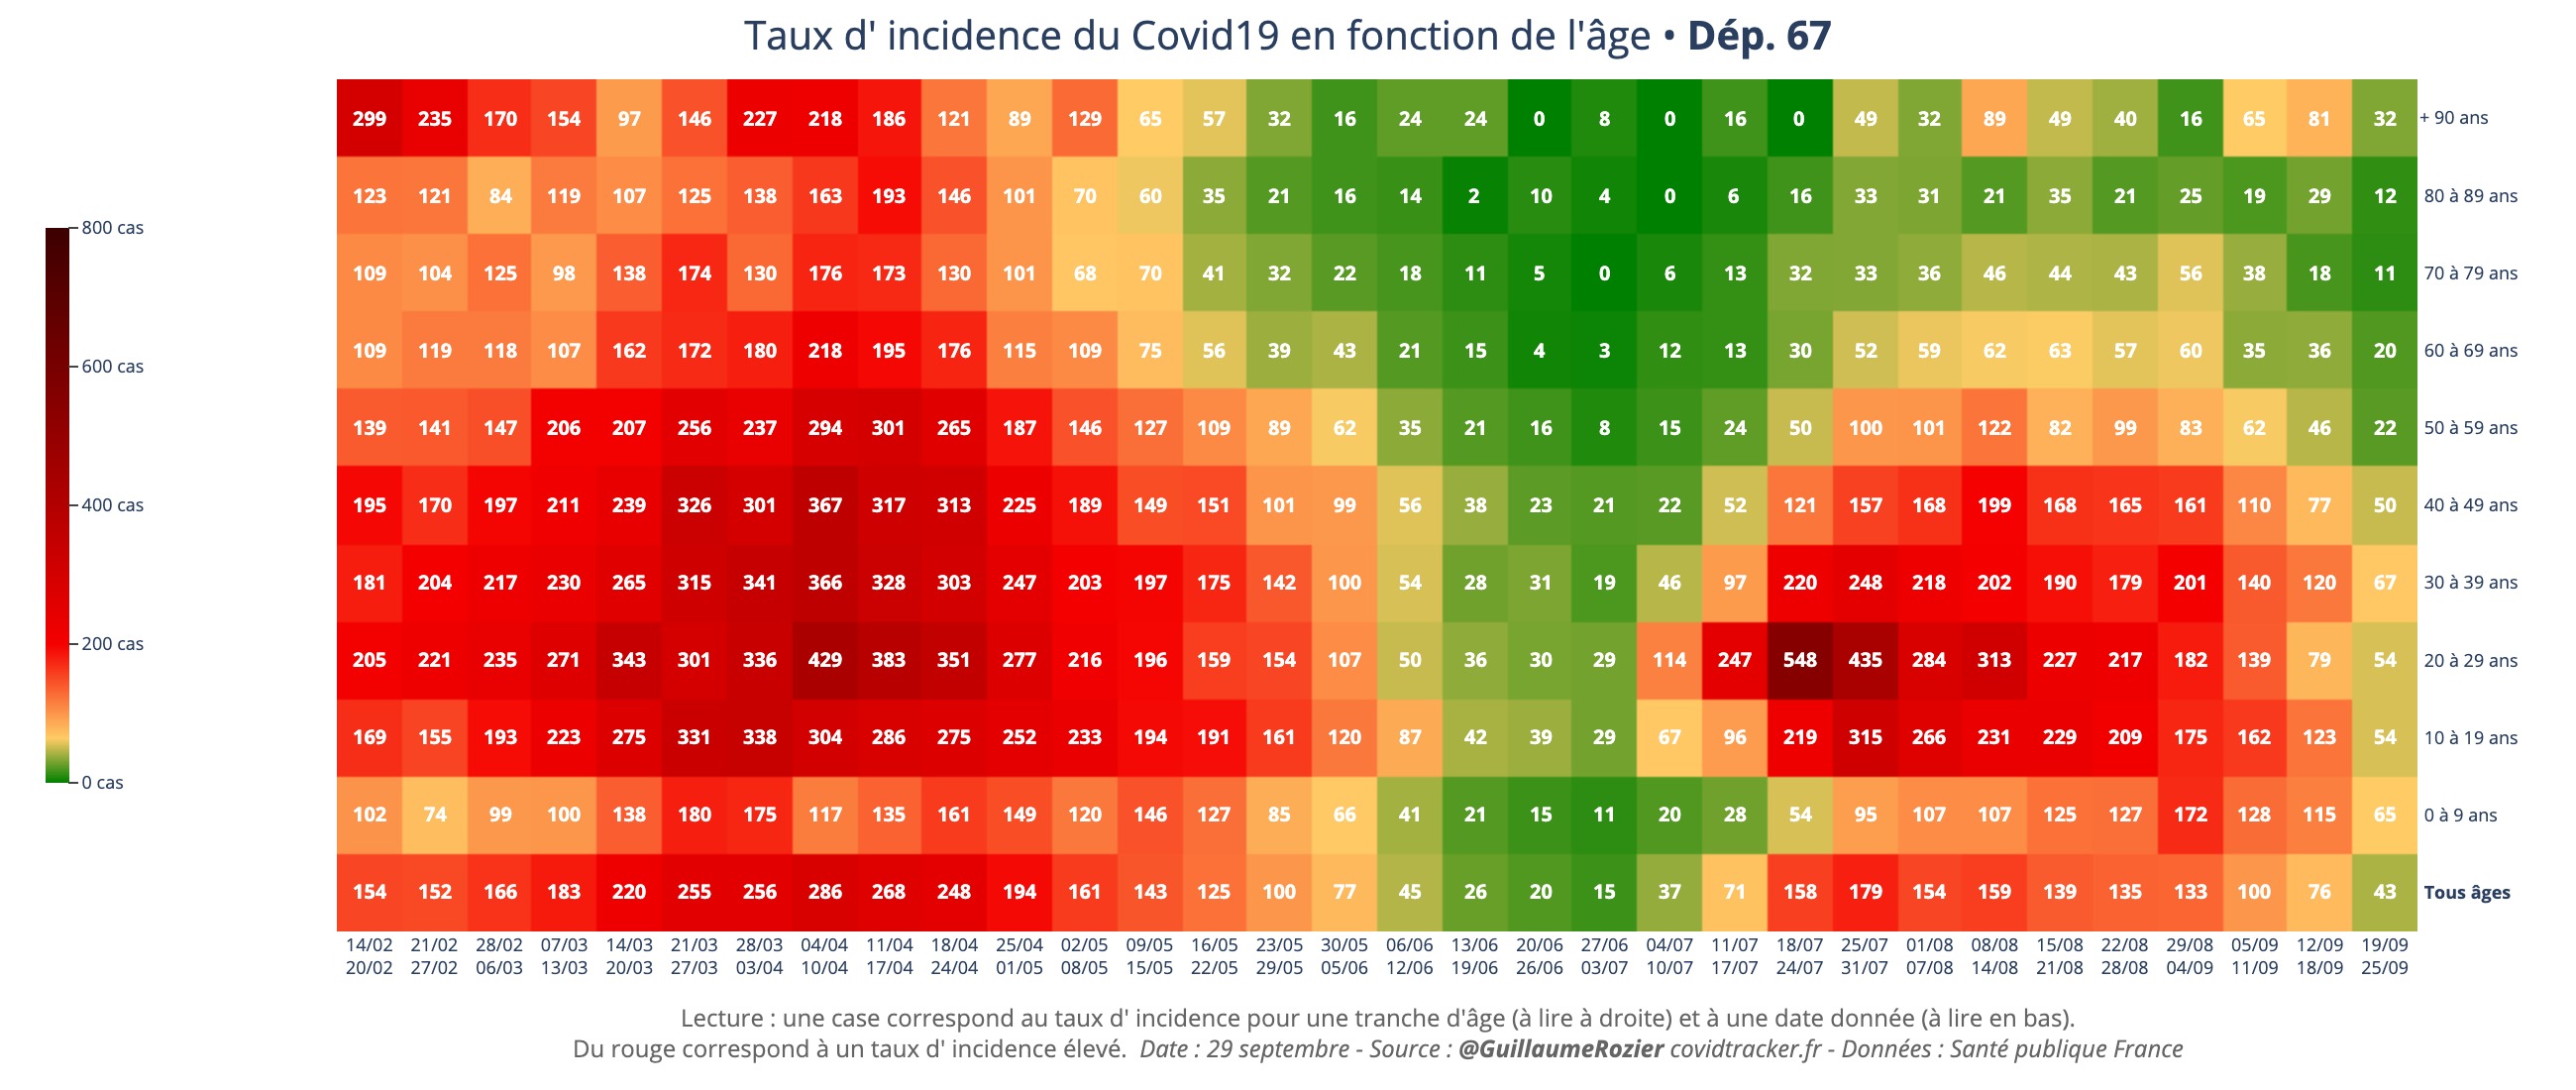 Taux d' incidence du Covid19 en fonction de l'âge • Dép. 67
800 cas
600 cas
400 cas
200 cas
0 cas
299 235 170 154 97 146 227 218 186 121 89 129 65 57 32 16 24 24 0 8 0 16 0 49 32 89 49 40 16 65 81 32 + 90 ans
123 121 84 119 107 125 138 163 193 146 101 70 60 35 21 16 14 2 10 4 0 6 16 33 31 21 35 21 25 19 29 12 80 à 89 ans
109 104 125 98 138 174 130 176 173 130 101 68 70 41 32 22 18 11 5 0 6 13 32 33 36 46 44 43 56 38 18 11 70 à 79 ans
109 119 118 107 162 172 180 218 195 176 115 109 75 56 39 43 21 15 4 3 12 13 30 52 59 62 63 57 60 35 36 20 60 à 69 ans
139 141 147 206 207 256 237 294 301 265 187 146 127 109 89 62 35 21 16 8 15 24 50 100 101 122 82 99 83 62 46 22 50 à 59 ans
195 170 197 211 239 326 301 367 317 313 225 189 149 151 101 99 56 38 23 21 22 52 121 157 168 199 168 165 161 110 77 50 40 à 49 ans
181 204 217 230 265 315 341 366 328 303 247 203 197 175 142 100 54 28 31 19 46 97 220 248 218 202 190 179 201 140 120 67 30 à 39 ans
205 221 235 271 343 301 336 429 383 351 277 216 196 159 154 107 50 36 30 29 114 247 548 435 284 313 227 217 182 139 79 54 20 à 29 ans
169 155 193 223 275 331 338 304 286 275 252 233 194 191 161 120 87 42 39 29 67 96 219 315 266 231 229 209 175 162 123 54 10 à 19 ans
102 74 99 100 138 180 175 117 135 161 149 120 146 127 85 66 41 21 15 11 20 28 54 95 107 107 125 127 172 128 115 65 0 à 9 ans
154 152 166 183 220 255 256 286 268 248 194 161 143 125 100 77 45 26 20 15 37 71 158 179 154 159 139 135 133 100 76 43 Tous âges
14/02 21/02 28/02 07/03 14/03 21/03 28/03 04/04 11/04 18/04 25/04 02/05 09/05 16/05 23/05 30/05 06/06 13/06 20/06 27/06 04/07 11/07 18/07 25/07 01/08 08/08 15/08 22/08 29/08 05/09 12/09 19/09
20/02 27/02 06/03 13/03 20/03 27/03 03/04 10/04 17/04 24/04 01/05 08/05 15/05 22/05 29/05 05/06 12/06 19/06 26/06 03/07 10/07 17/07 24/07 31/07 07/08 14/08 21/08 28/08 04/09 11/09 18/09 25/09
Lecture : une case correspond au taux d' incidence pour une tranche d'âge (à lire à droite) et à une date donnée (à lire en bas).
Du rouge correspond à un taux d' incidence élevé. Date : 29 septembre - Source : @GuillaumeRozier covidtracker.fr - Données : Santé publique France